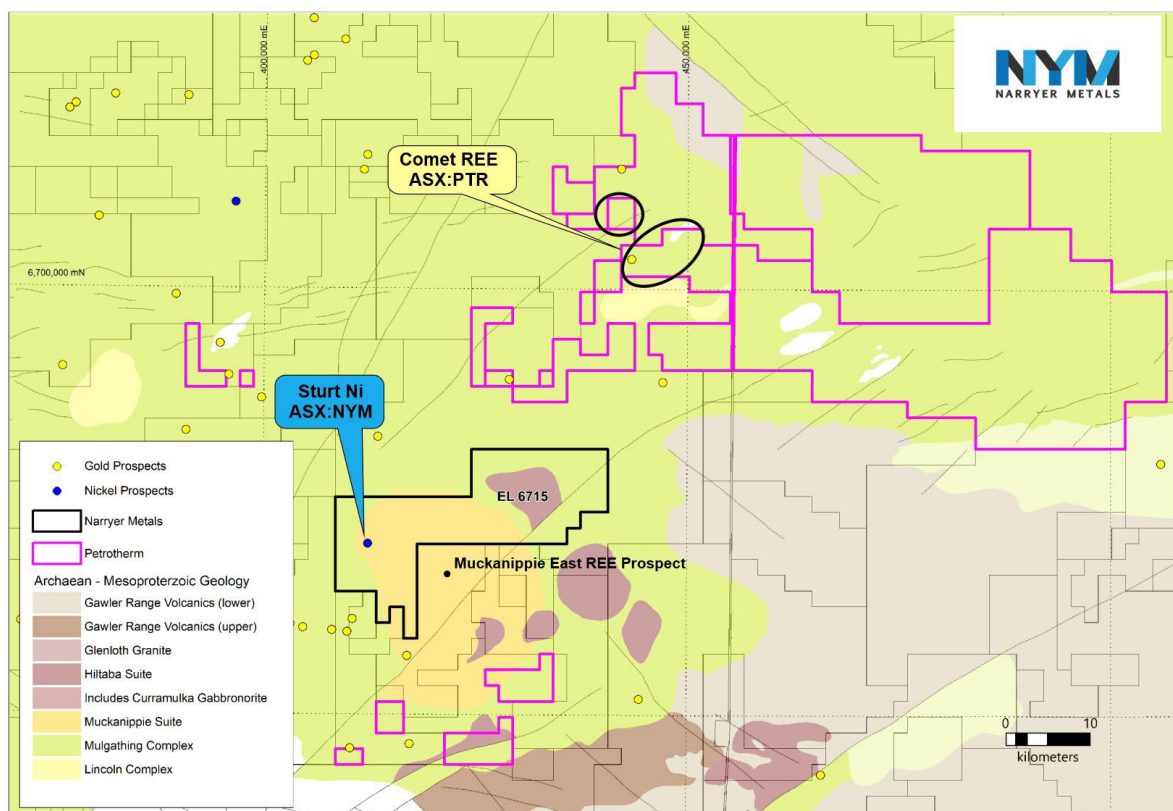 400,000 mE
450,000 mE
NYM
NARRYER METALS
Comet REE
ASX:PTR
6,700,000 mN
Sturt Ni
ASX:NYM
EL 6715
Muckanippie East REE Prospect
Gold Prospects
Nickel Prospects
Narryer Metals
Petrotherm
Archaean - Mesoproterzoic Geology
Gawler Range Volcanics (lower)
Gawler Range Volcanics (upper)
Glenloth Granite
Hiltaba Suite
Includes Curramulka Gabbronorite
Muckanippie Suite
Mulgathing Complex
Lincoln Complex
0 10
kilometers